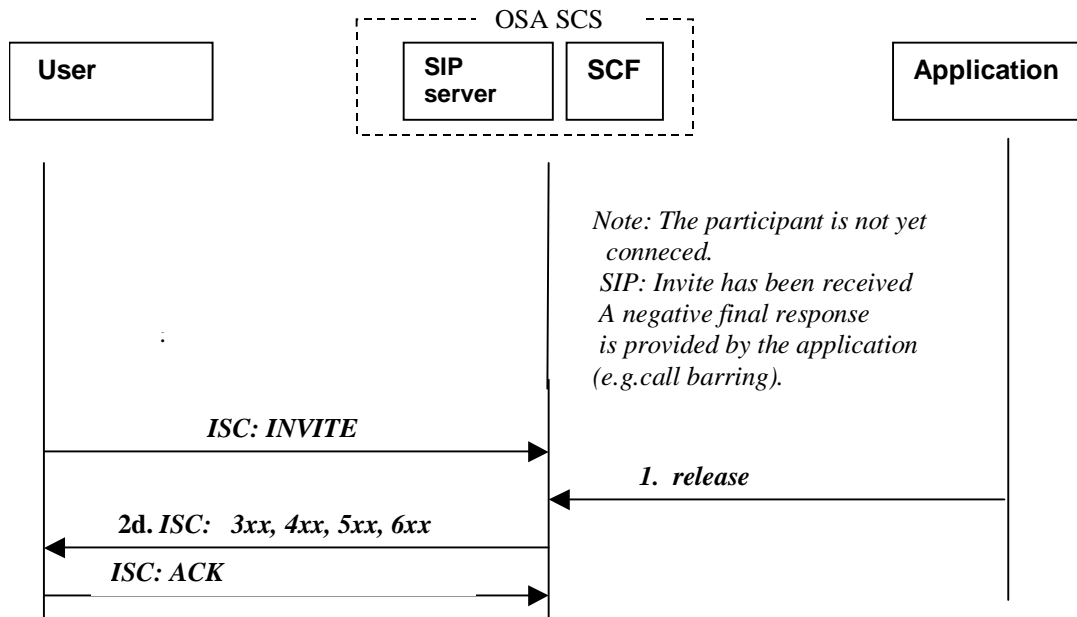 OSA SCS
User
SIP
server
SCF
Application
Note: The participant is not yet
conneced.
SIP: Invite has been received
A negative final response
is provided by the application
(e.g.call barring).
:
ISC: INVITE
1. release
2d. ISC: 3xx, 4xx, 5xx, 6xx
ISC: ACK